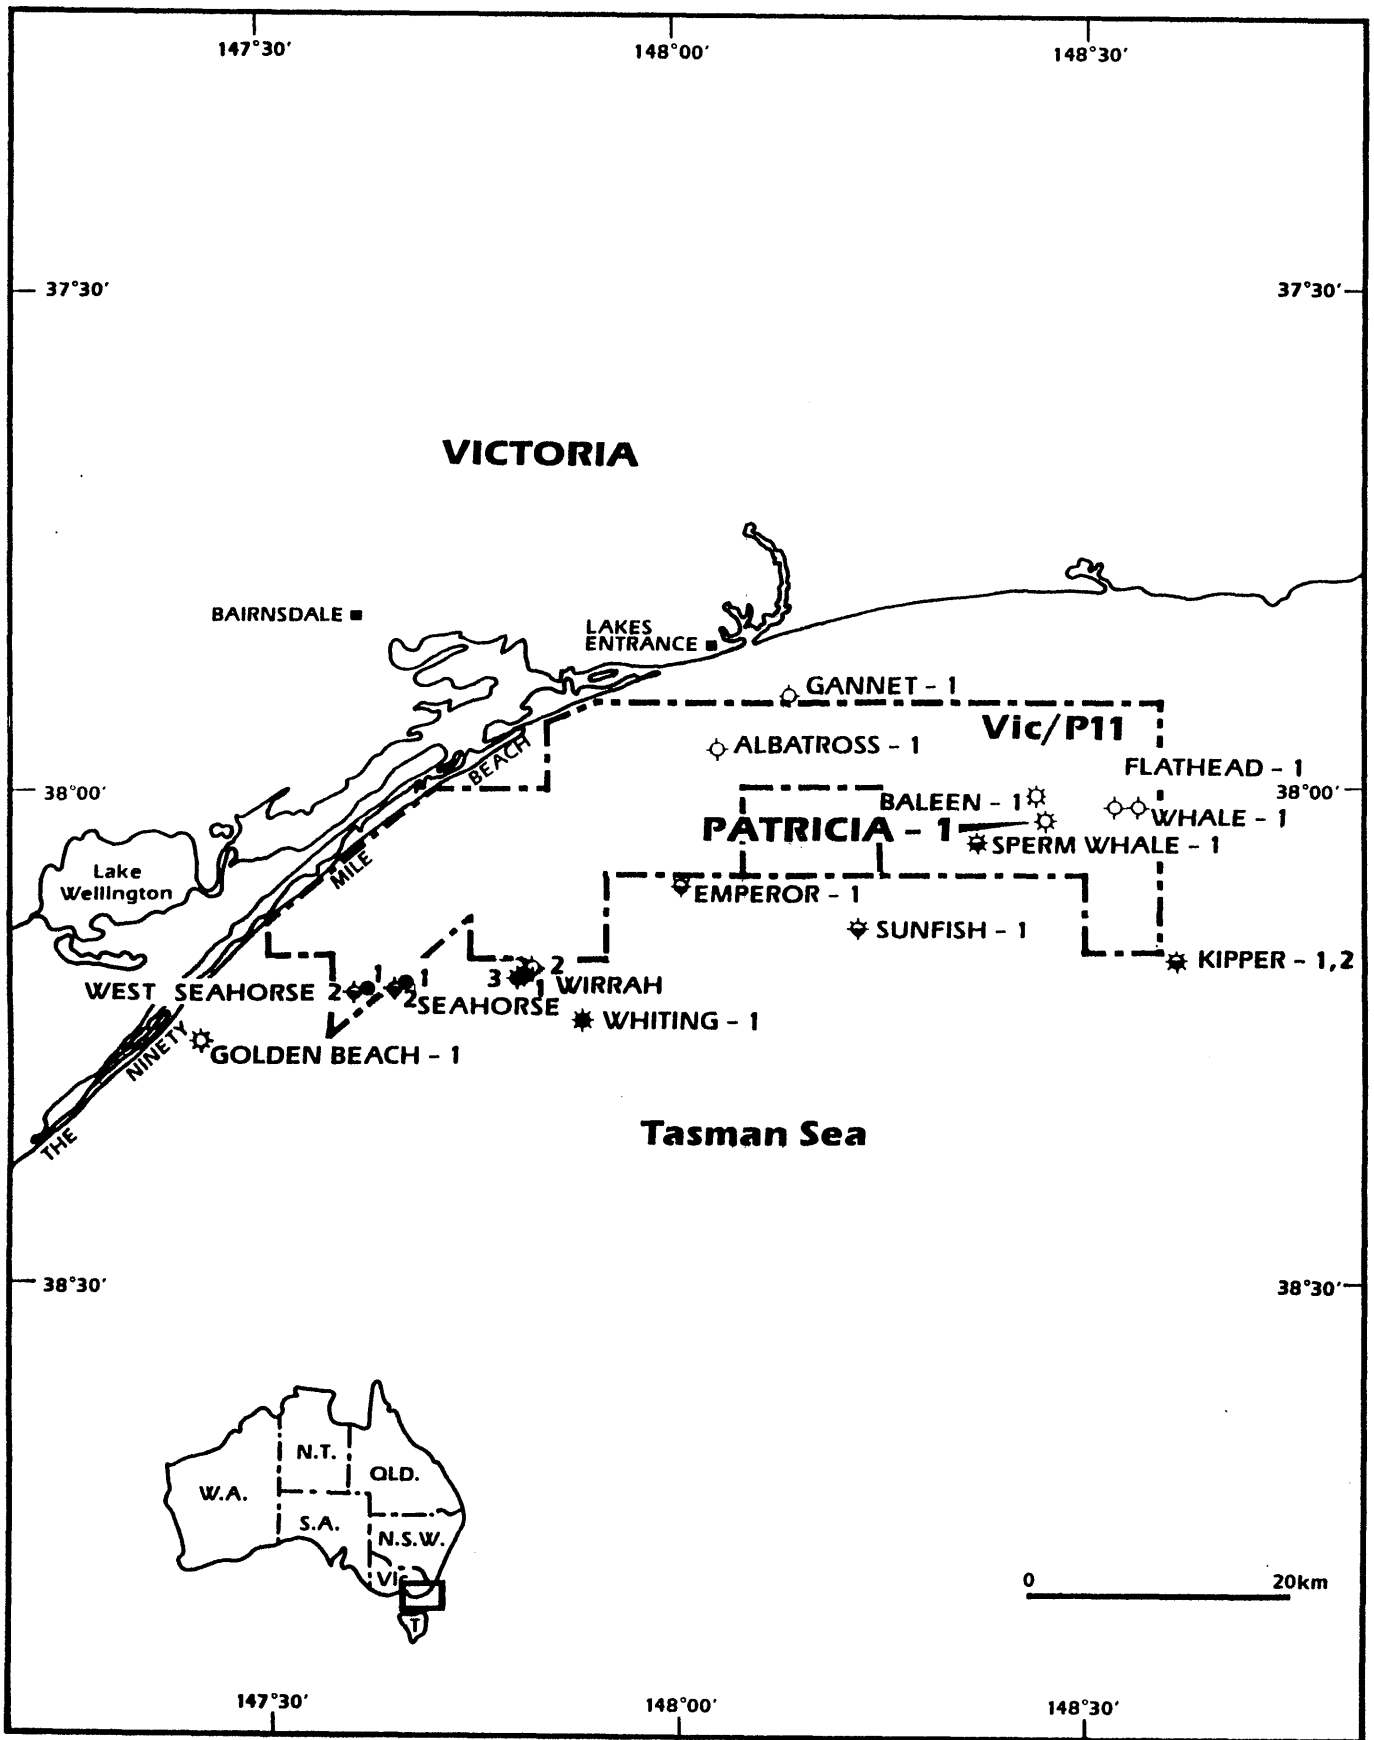 147°30′
148°00′
148°30′
37°30′
37°30′
VICTORIA
BAIRNSDALE
LAKES
ENTRANCE
GANNET - 1
Vic/P11
ALBATROSS - 1
FLATHEAD - 1
BEACH
38°00′
38°00′
BALEEN - 1
WHALE - 1
PATRICIA - 1
SPERM WHALE - 1
MILE
Lake
Wellington
EMPEROR - 1
SUNFISH - 1
KIPPER - 1,2
WEST SEAHORSE 2
1
1
2
SEAHORSE
3
2
1
WIRRAH
WHITING - 1
NINETY
GOLDEN BEACH - 1
THE
Tasman Sea
38°30′
38°30′
N.T.
QLD.
W.A.
S.A.
N.S.W.
Vic
T
0
20km
147°30′
148°00′
148°30′